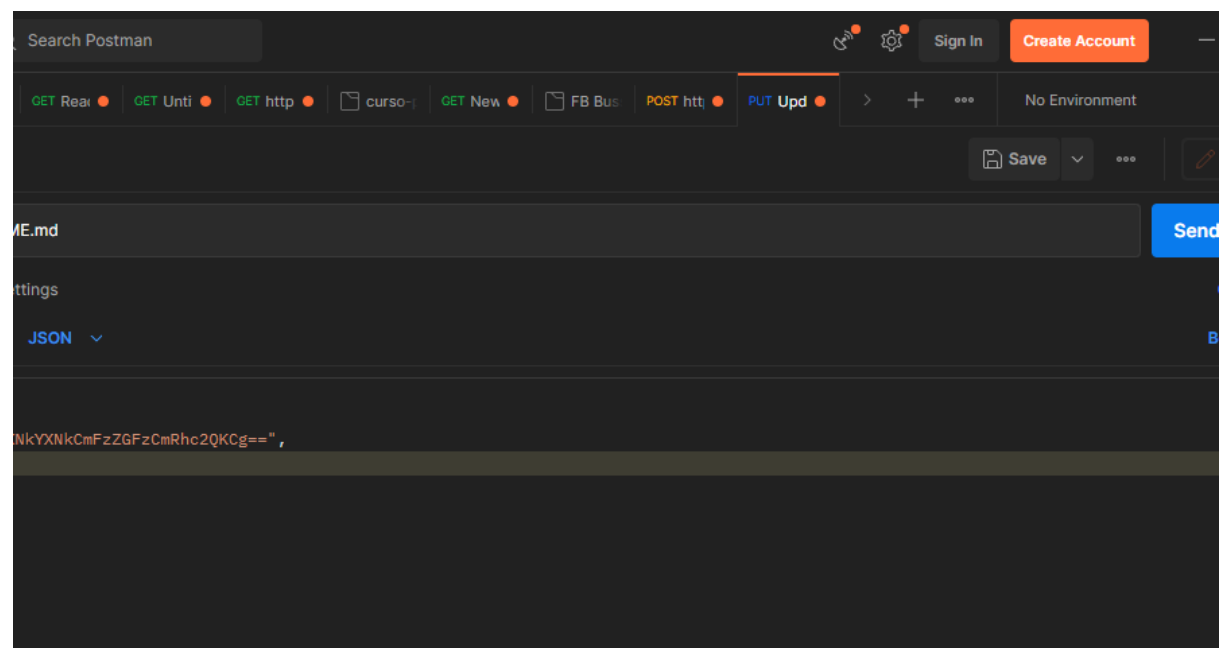 Search Postman
Sign In
Create Account
GET Rea
GET Unti
GET http
curso-
GET New
FB Bus
POST htt
PUT Upd
No Environment
Save
ME.md
Send
ttings
JSON
B
NkYXNkCmFzZGFzCmRhc2QKCg==",